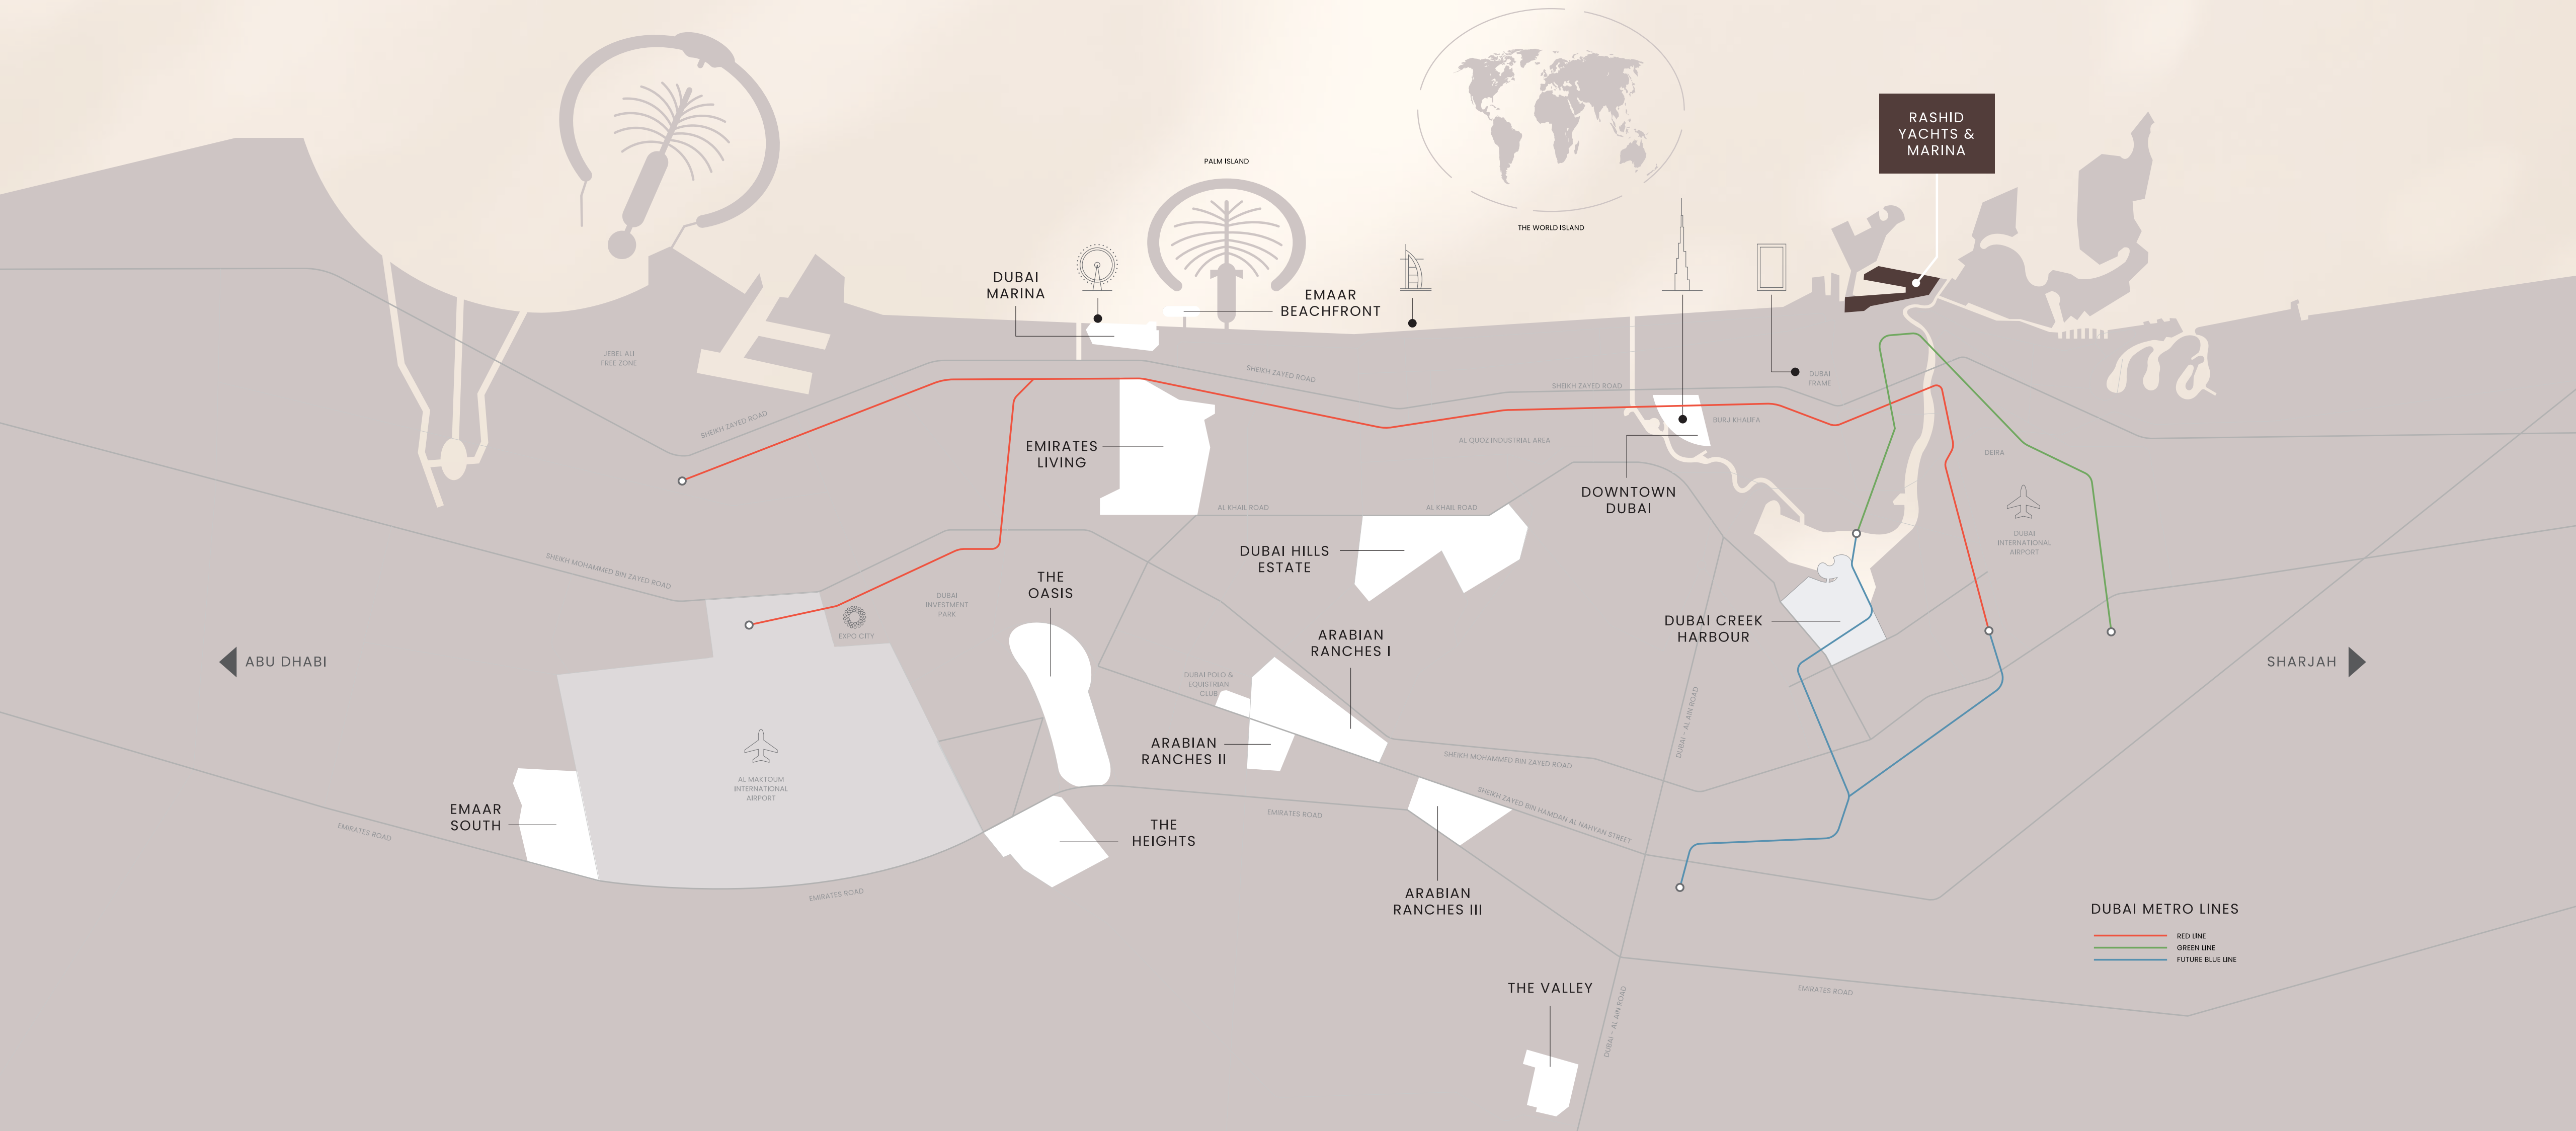 RASHID
YACHTS &
MARINA
PALM ISLAND
THE WORLD ISLAND
DUBAI
MARINA
EMAAR
BEACHFRONT
JEBEL ALI
FREE ZONE
SHEIKH ZAYED ROAD
SHEIKH ZAYED ROAD
SHEIKH ZAYED ROAD
DUBAI
FRAME
BURJ KHALIFA
AL QUOZ INDUSTRIAL AREA
EMIRATES
LIVING
DEIRA
DOWNTOWN
DUBAI
AL KHAIL ROAD
AL KHAIL ROAD
DUBAI
INTERNATIONAL
AIRPORT
DUBAI HILLS
ESTATE
SHEIKH MOHAMMED BIN ZAYED ROAD
THE
OASIS
DUBAI
INVESTMENT
PARK
EXPO CITY
DUBAI CREEK
HARBOUR
ARABIAN
RANCHES I
ABU DHABI
SHARJAH
DUBAI POLO &
EQUESTRIAN
CLUB
DUBAI - AL AIN ROAD
ARABIAN
RANCHES II
SHEIKH MOHAMMED BIN ZAYED ROAD
AL MAKTOUM
INTERNATIONAL
AIRPORT
EMAAR
SOUTH
EMIRATES ROAD
THE
HEIGHTS
EMIRATES ROAD
SHEIKH ZAYED BIN HAMDAN AL NAHYAN STREET
EMIRATES ROAD
ARABIAN
RANCHES III
DUBAI METRO LINES
RED LINE
GREEN LINE
FUTURE BLUE LINE
THE VALLEY
EMIRATES ROAD
DUBAI - AL AIN ROAD